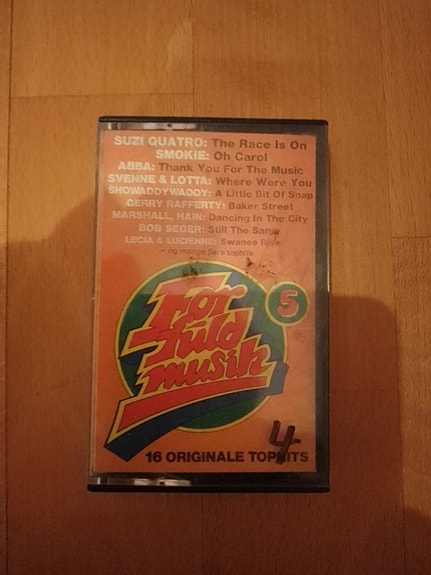 SUZI QUATRO: The Race Is On
SMOKIE: Oh Carol
ABBA: Thank You For The Music
SVENNE & LOTTA: Where Were You
SHOWADDYWADDY: A Little Bit Of Soap
GERRY RAFFERTY: Baker Street
MARSHALL, HAIN: Dancing In The City
BOB SEGER: Still The Same
LECIA & LUCIENNE: Swanee River
- og mange flere tophits
5
For
fuld
musik
4
16 ORIGINALE TOPHITS